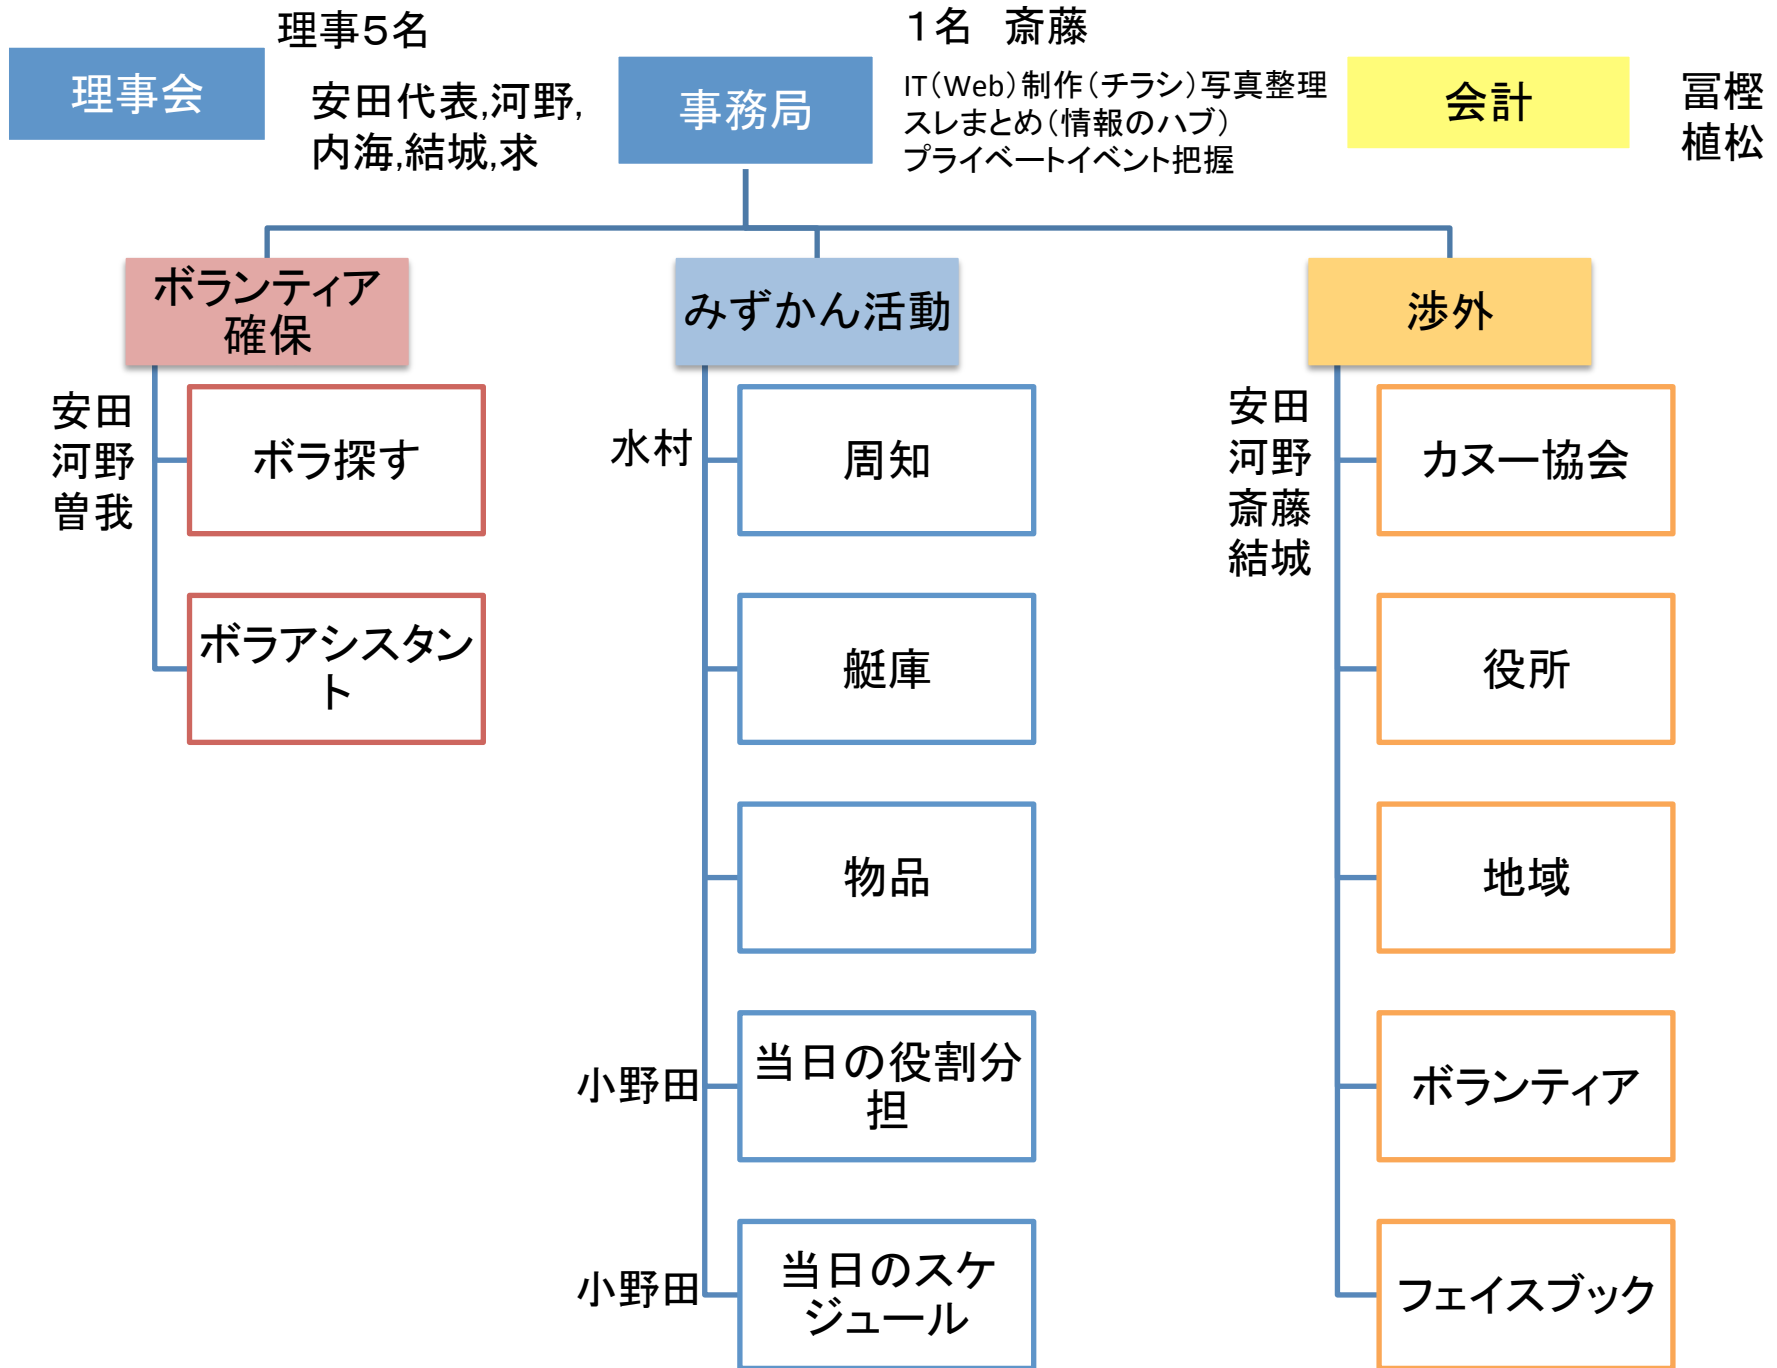 理事会
理事５名
安田代表,河野,
内海,結城,求
事務局
１名　斎藤
IT（Web）制作（チラシ）写真整理
スレまとめ（情報のハブ）
プライベートイベント把握
会計
冨樫
植松
ボランティア
確保
安田
河野
曽我
ボラ探す
ボラアシスタン
ト
みずかん活動
水村
周知
艇庫
物品
小野田
当日の役割分
担
小野田
当日のスケ
ジュール
渉外
安田
河野
斎藤
結城
カヌー協会
役所
地域
ボランティア
フェイスブック